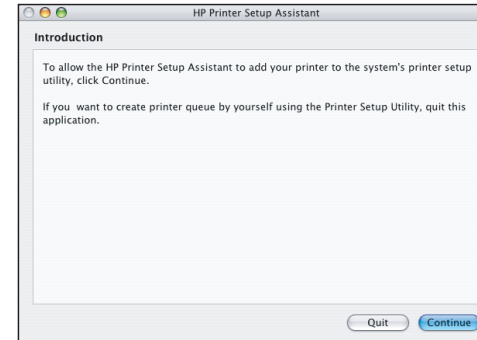 HP Printer Setup Assistant
Introduction
To allow the HP Printer Setup Assistant to add your printer to the system's printer setup
utility, click Continue.
If you  want to create printer queue by yourself using the Printer Setup Utility, quit this
application.
Quit
Continue